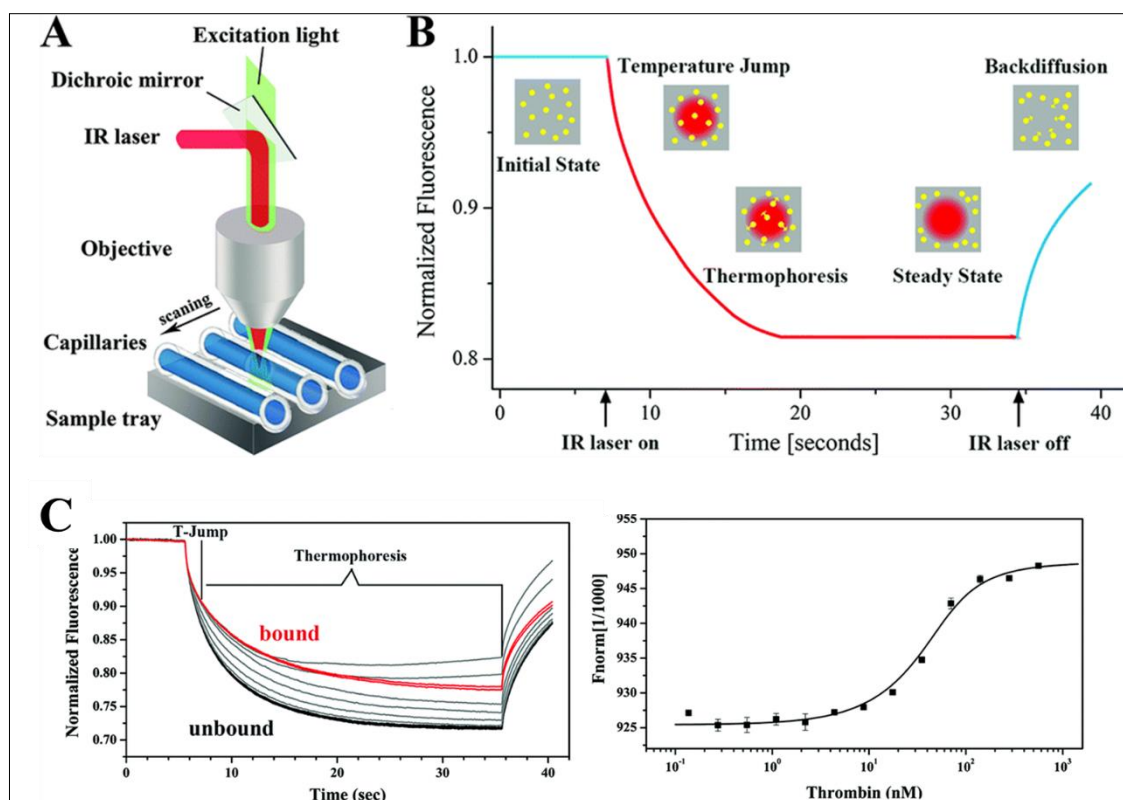 A
Excitation light
Dichroic mirror
IR laser
Objective
scaning
Capillaries
Sample tray
B
Normalized Fluorescence
1.0
0.9
0.8
Temperature Jump
Backdiffusion
Initial State
Thermophoresis
Steady State
0
10
20
30
40
IR laser on
Time [seconds]
IR laser off
C
Normalized Fluorescence
1.00
0.95
0.90
0.85
0.80
0.75
0.70
T-Jump
Thermophoresis
bound
unbound
0
10
20
30
40
Time (sec)
Fnorm[1/1000]
955
950
945
940
935
930
925
10⁻¹
10⁰
10¹
10²
10³
Thrombin (nM)